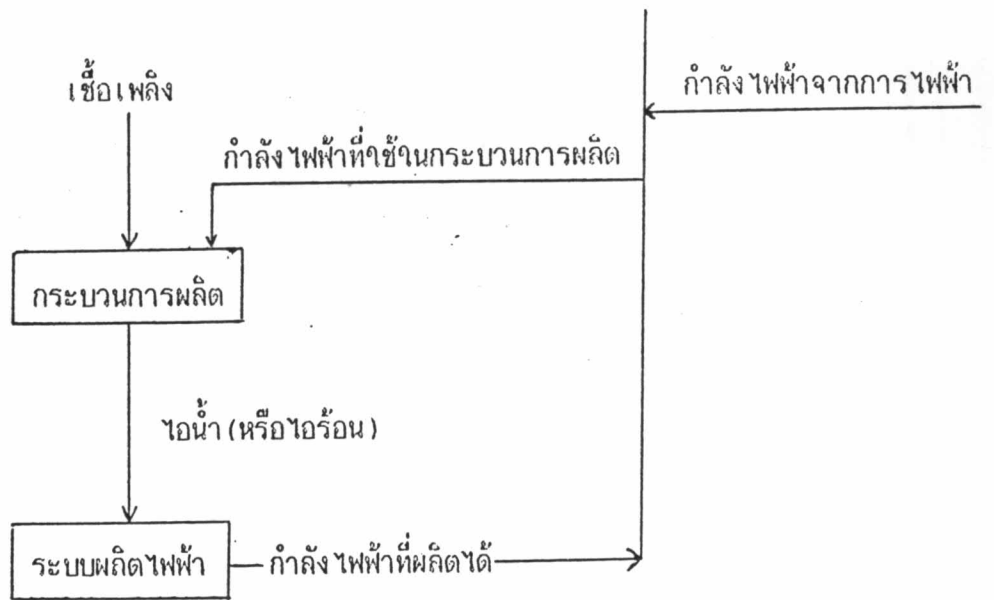 เชื้อเพลิง
กำลังไฟฟ้าจากการไฟฟ้า
กำลังไฟฟ้าที่ใช้ในกระบวนการผลิต
กระบวนการผลิต
ไอน้ำ (หรือไอร้อน)
ระบบผลิตไฟฟ้า
กำลังไฟฟ้าที่ผลิตได้